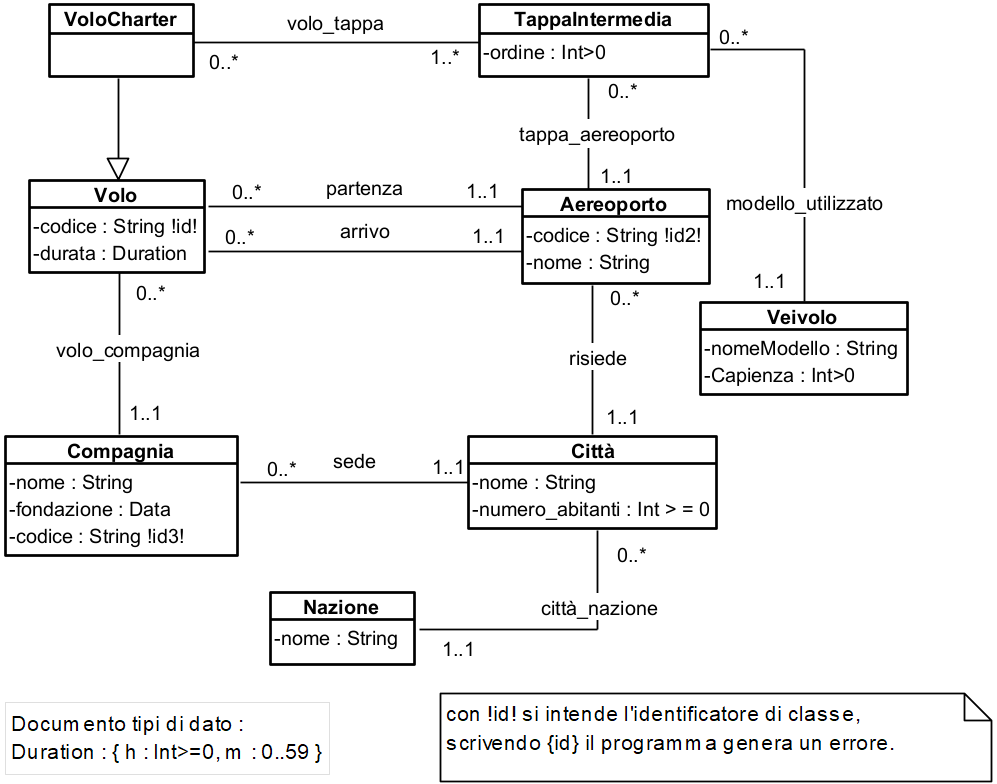 VoloCharter
volo_tappa
0..*
1..*
TappaIntermedia
-ordine : Int>0
0..*
0..*
tappa_aereoporto
1..1
modello_utilizzato
1..1
Volo
-codice : String !id!
-durata : Duration
0..*
partenza
1..1
0..*
arrivo
1..1
Aereoporto
-codice : String !id2!
-nome : String
0..*
0..*
volo_compagnia
1..1
risiede
1..1
Veivolo
-nomeModello : String
-Capienza : Int>0
Compagnia
-nome : String
-fondazione : Data
-codice : String !id3!
0..*
sede
1..1
Città
-nome : String
-numero_abitanti : Int > = 0
0..*
città_nazione
1..1
Nazione
-nome : String
Documento tipi di dato :
Duration : { h : Int>=0, m : 0..59 }
con !id! si intende l'identificatore di classe,
scrivendo {id} il programma genera un errore.